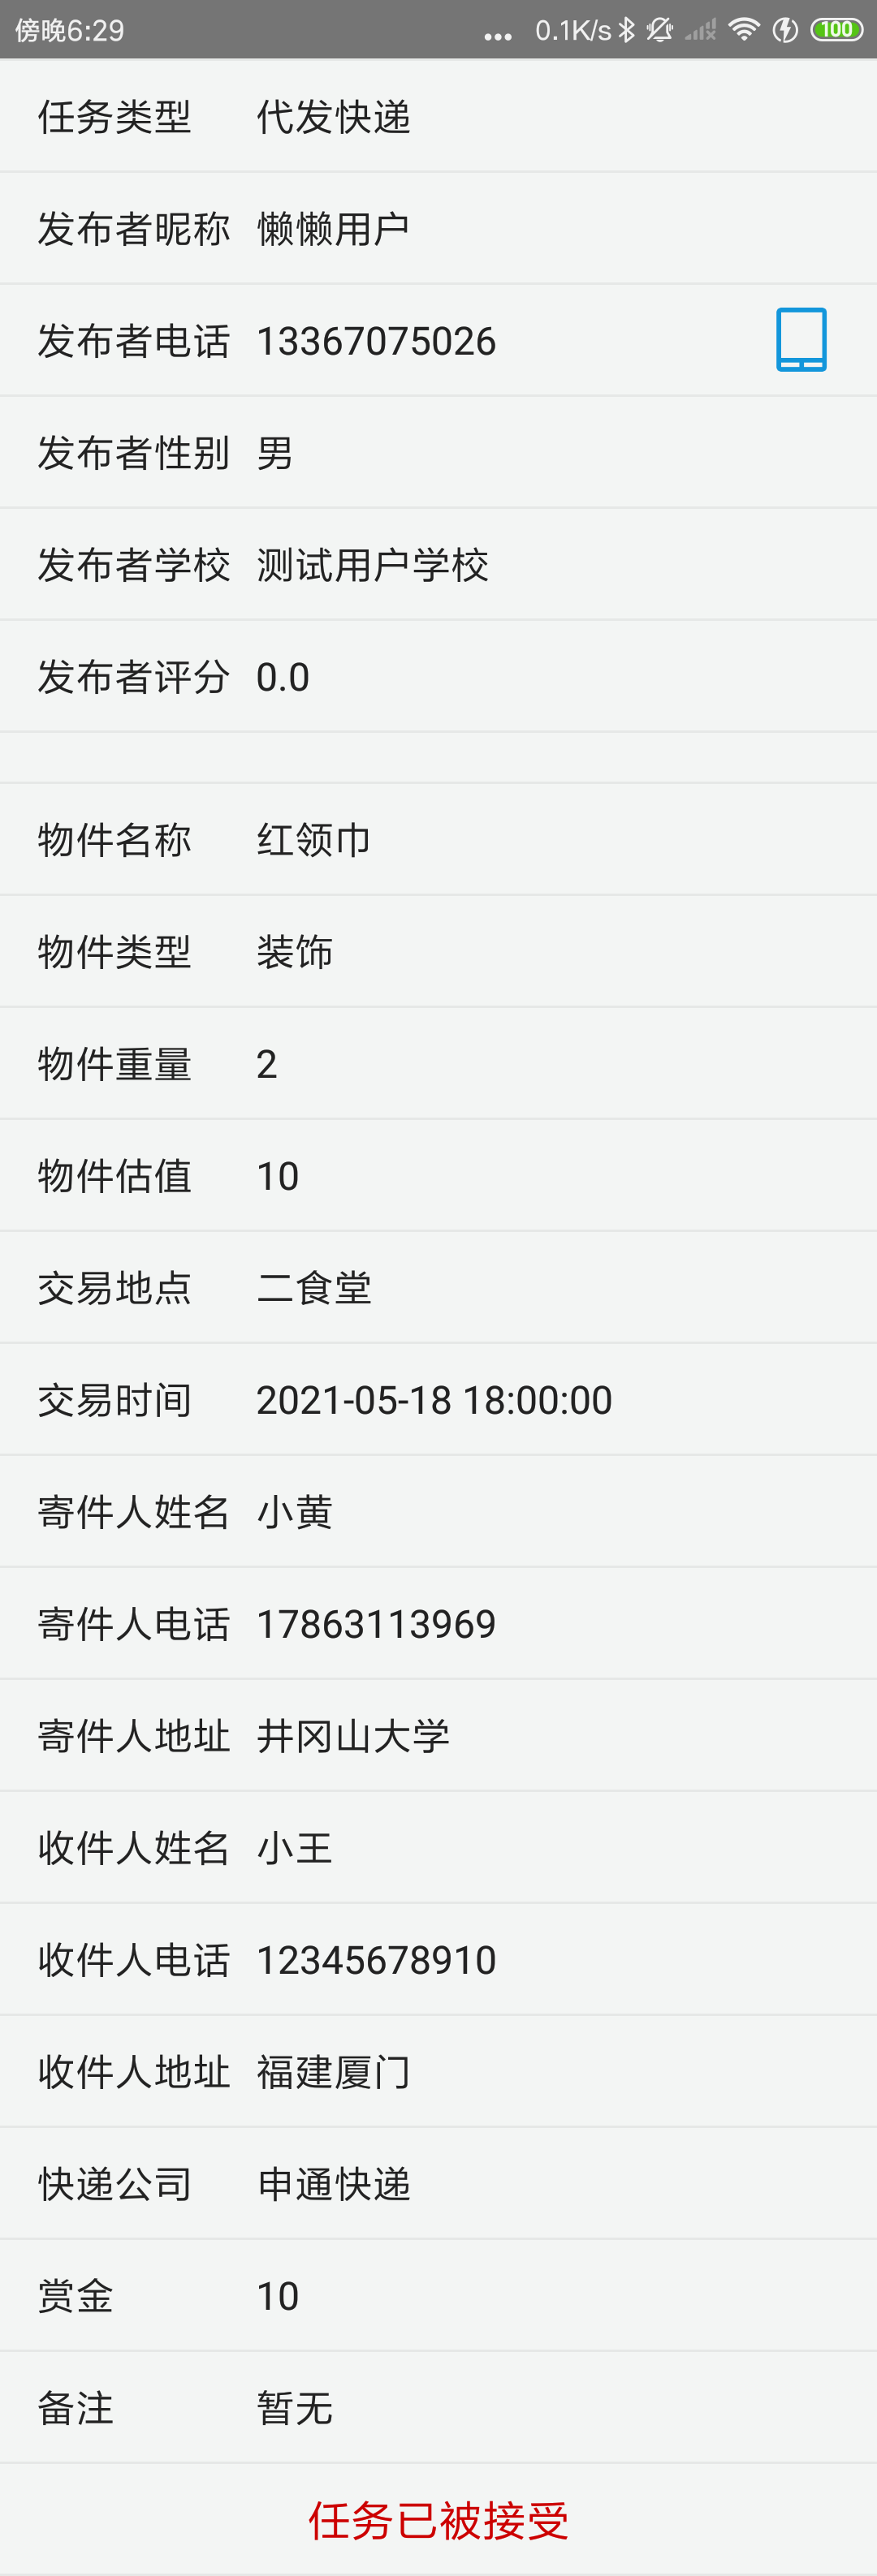 傍晚6:29 ... 0.1K/s 100
任务类型 代发快递
发布者昵称 懒懒用户
发布者电话 13367075026
发布者性别 男
发布者学校 测试用户学校
发布者评分 0.0
物件名称 红领巾
物件类型 装饰
物件重量 2
物件估值 10
交易地点 二食堂
交易时间 2021-05-18 18:00:00
寄件人姓名 小黄
寄件人电话 17863113969
寄件人地址 井冈山大学
收件人姓名 小王
收件人电话 12345678910
收件人地址 福建厦门
快递公司 申通快递
赏金 10
备注 暂无
任务已被接受